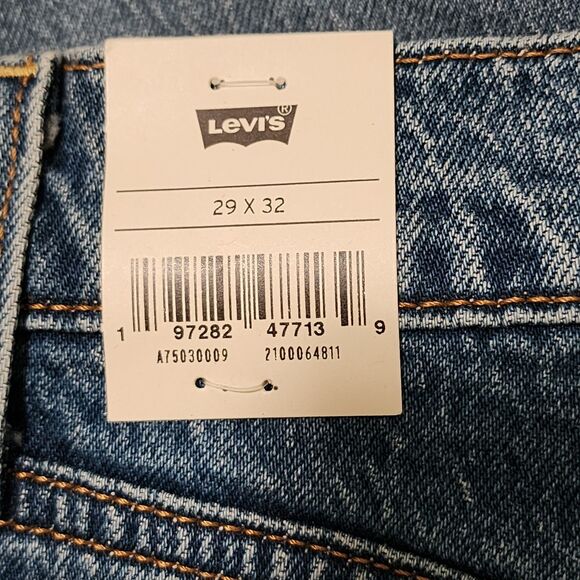 Levi's®
29 X 32
1 97282 47713 9
A75030009 2100064811